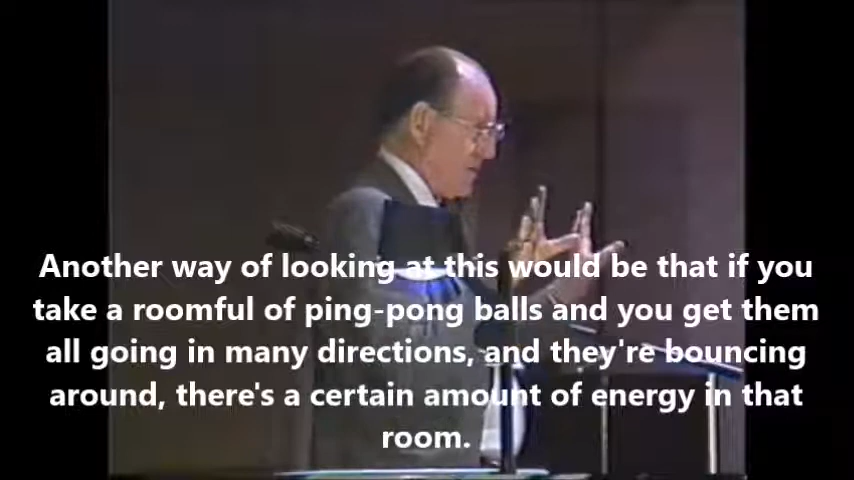 Another way of looking at this would be that if you
take a roomful of ping-pong balls and you get them
all going in many directions, and they're bouncing
around, there's a certain amount of energy in that
room.